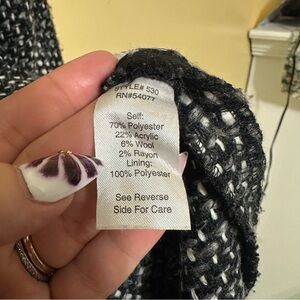 STYLE# 530
RN#54077
Self:
70% Polyester
22% Acrylic
6% Wool
2% Rayon
Lining:
100% Polyester
See Reverse
Side For Care